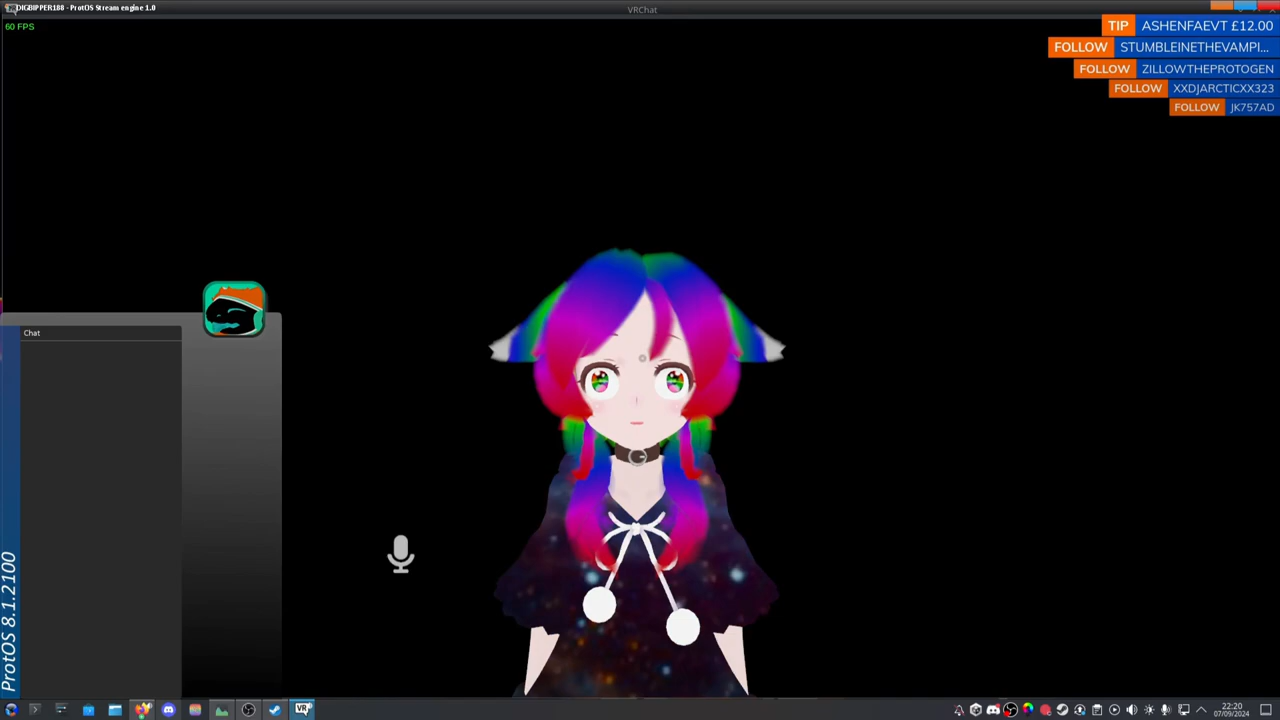 DIGBIPPER188 - ProtOS Stream engine 1.0
VRChat
60 FPS
TIP ASHENFAEVT £12.00
FOLLOW STUMBLEINETHEVAMPI...
FOLLOW ZILLOWTHEPROTOGEN
FOLLOW XXDJARCTICXX323
FOLLOW JK757AD
Chat
ProtOS 8.1.2100
VR
22:20
07/09/2024